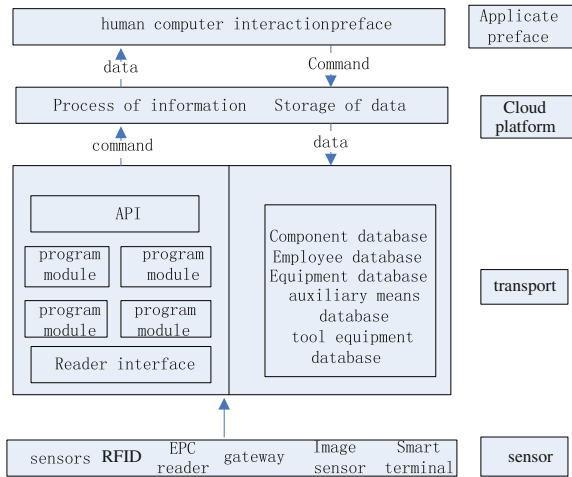 human computer interactionpreface
Applicate
preface
data
Command
Process of information Storage of data
Cloud
platform
command
data
API
program
module
program
module
program
module
program
module
Reader interface
Component database
Employee database
Equipment database
auxiliary means
database
tool equipment
database
transport
sensors RFID EPC
reader gateway Image
sensor Smart
terminal
sensor